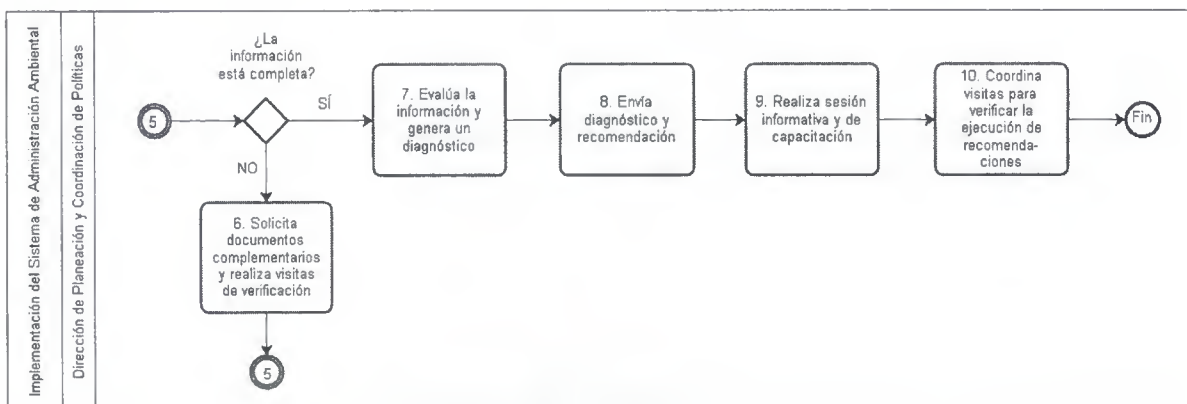 Implementación del Sistema de Administración Ambiental
Dirección de Planeación y Coordinación de Políticas
¿La
información
está completa?
5
SÍ
NO
7. Evalúa la
información y
genera un
diagnóstico
8. Envía
diagnóstico y
recomendación
9. Realiza sesión
informativa y de
capacitación
10. Coordina
visitas para
verificar la
ejecución de
recomenda-
ciones
Fin
6. Solicita
documentos
complementarios
y realiza visitas
de verificación
5